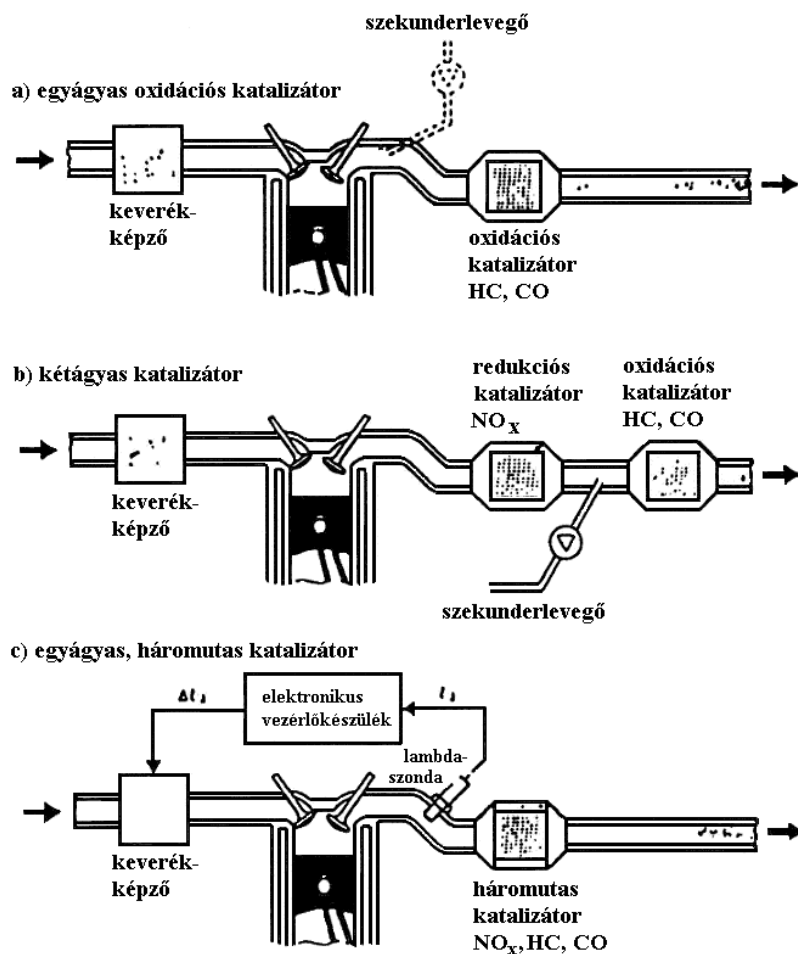 szekunderlevegő
a) egyágyas oxidációs katalizátor
keverék-
képző
oxidációs
katalizátor
HC, CO
b) kétágyas katalizátor
redukciós
katalizátor
NOx
oxidációs
katalizátor
HC, CO
keverék-
képző
szekunderlevegő
c) egyágyas, háromutas katalizátor
elektronikus
vezérlőkészülék
lambda-
szonda
keverék-
képző
háromutas
katalizátor
NOx, HC, CO